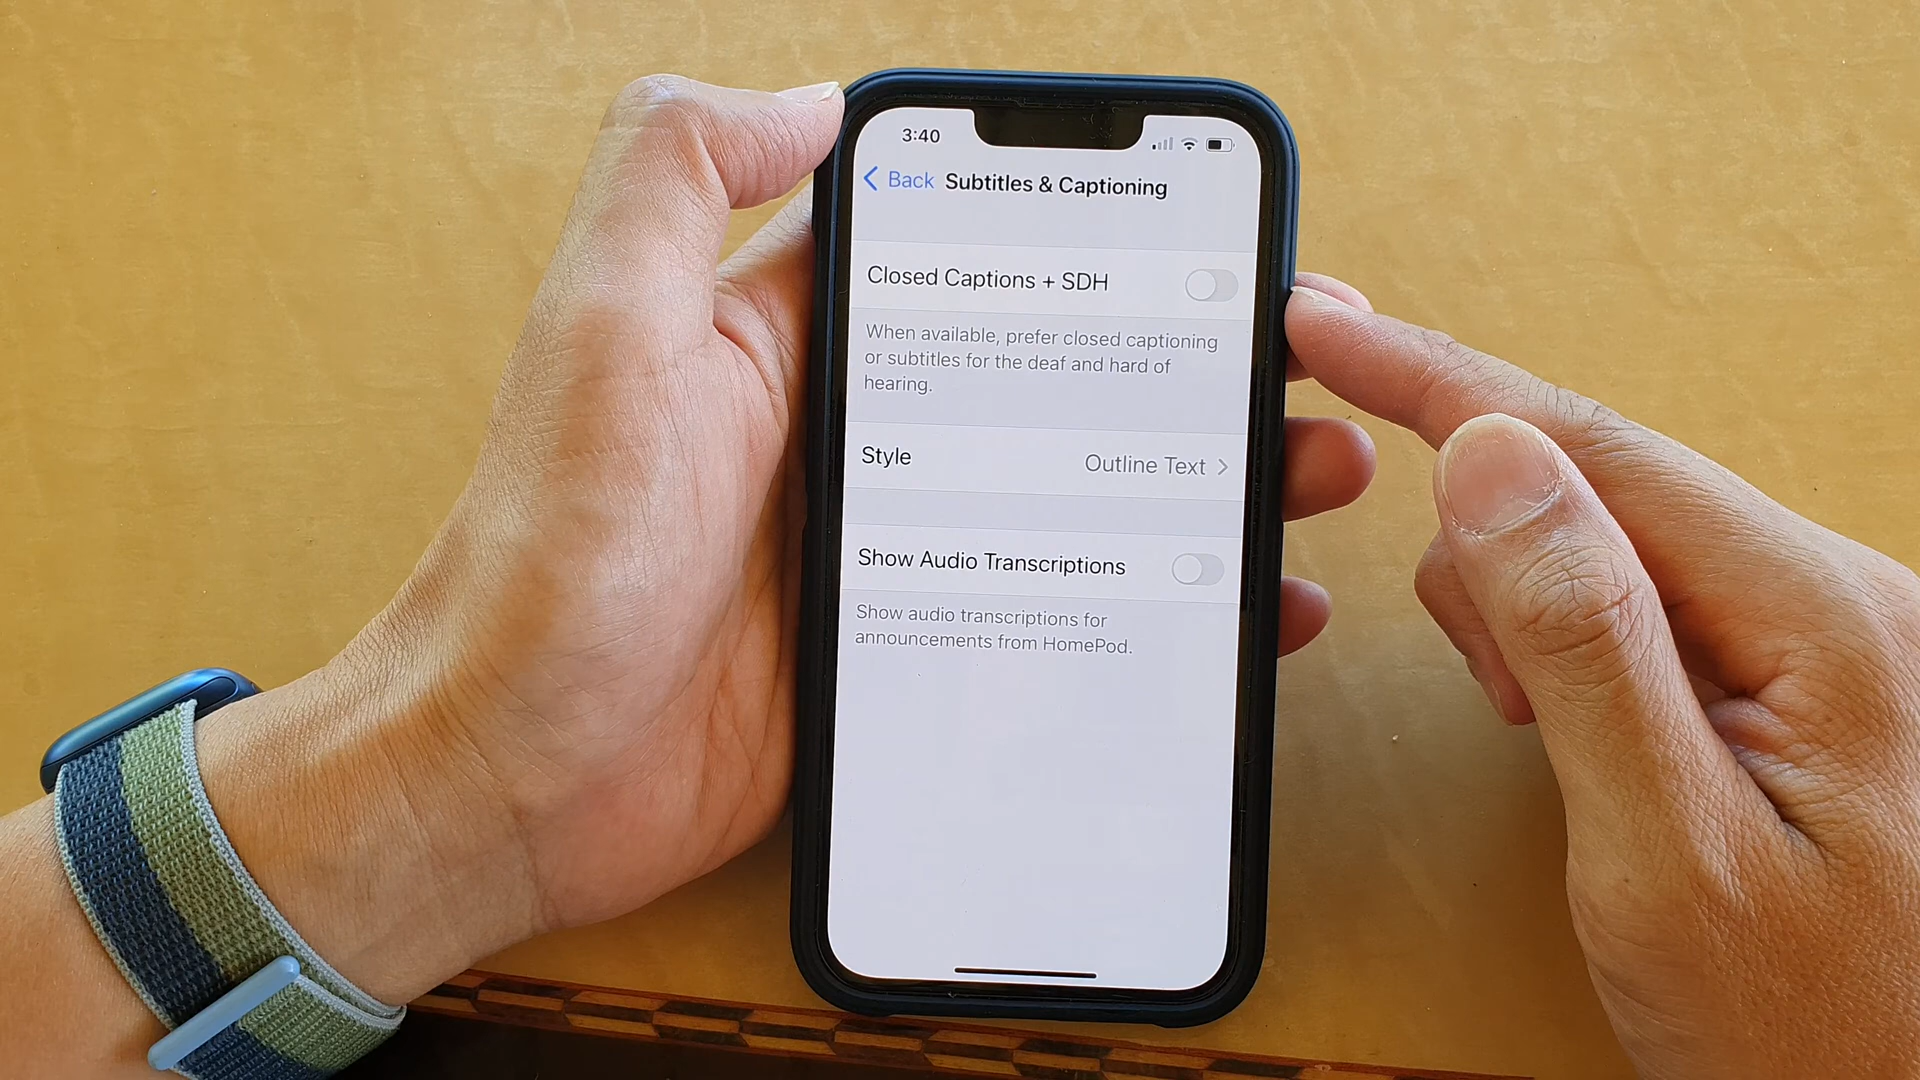 3:40
Back Subtitles & Captioning
Closed Captions + SDH
When available, prefer closed captioning
or subtitles for the deaf and hard of
hearing.
Style Outline Text
Show Audio Transcriptions
Show audio transcriptions for
announcements from HomePod.